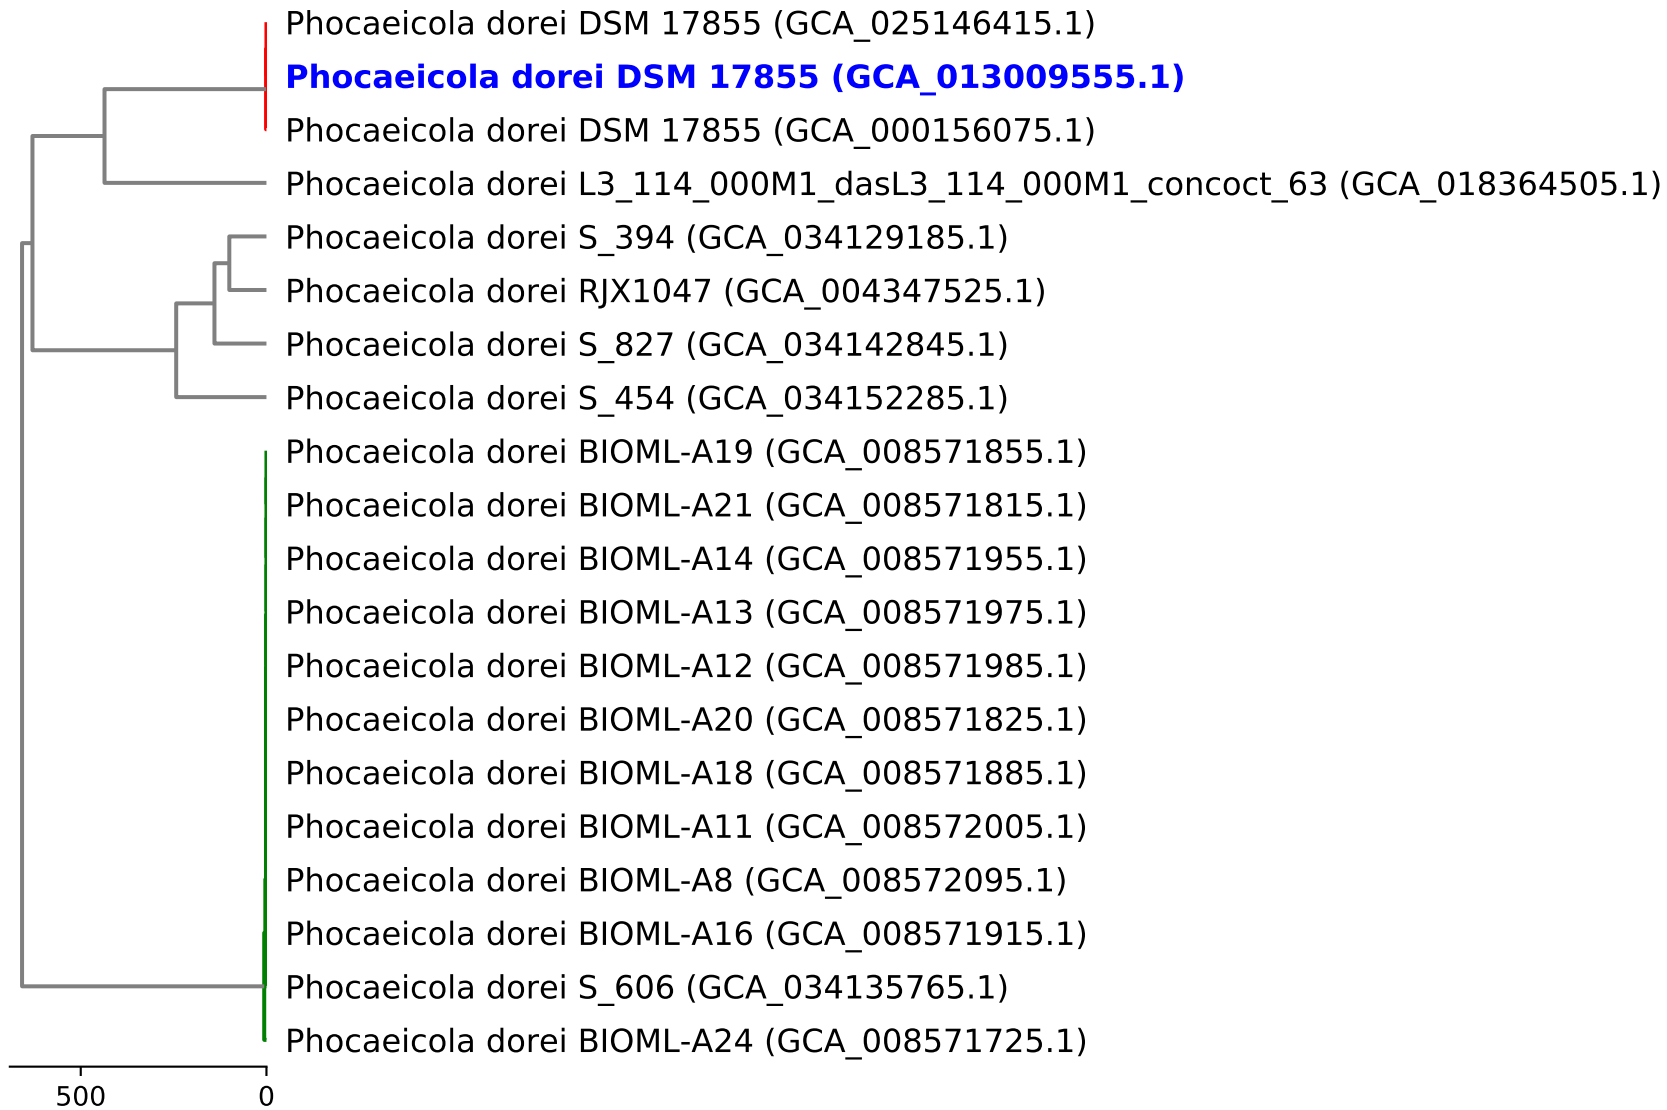 Phocaeicola dorei DSM 17855 (GCA_025146415.1)
Phocaeicola dorei DSM 17855 (GCA_013009555.1)
Phocaeicola dorei DSM 17855 (GCA_000156075.1)
Phocaeicola dorei L3_114_000M1_dasL3_114_000M1_concoct_63 (GCA_018364505.1)
Phocaeicola dorei S_394 (GCA_034129185.1)
Phocaeicola dorei RJX1047 (GCA_004347525.1)
Phocaeicola dorei S_827 (GCA_034142845.1)
Phocaeicola dorei S_454 (GCA_034152285.1)
Phocaeicola dorei BIOML-A19 (GCA_008571855.1)
Phocaeicola dorei BIOML-A21 (GCA_008571815.1)
Phocaeicola dorei BIOML-A14 (GCA_008571955.1)
Phocaeicola dorei BIOML-A13 (GCA_008571975.1)
Phocaeicola dorei BIOML-A12 (GCA_008571985.1)
Phocaeicola dorei BIOML-A20 (GCA_008571825.1)
Phocaeicola dorei BIOML-A18 (GCA_008571885.1)
Phocaeicola dorei BIOML-A11 (GCA_008572005.1)
Phocaeicola dorei BIOML-A8 (GCA_008572095.1)
Phocaeicola dorei BIOML-A16 (GCA_008571915.1)
Phocaeicola dorei S_606 (GCA_034135765.1)
Phocaeicola dorei BIOML-A24 (GCA_008571725.1)
500 0